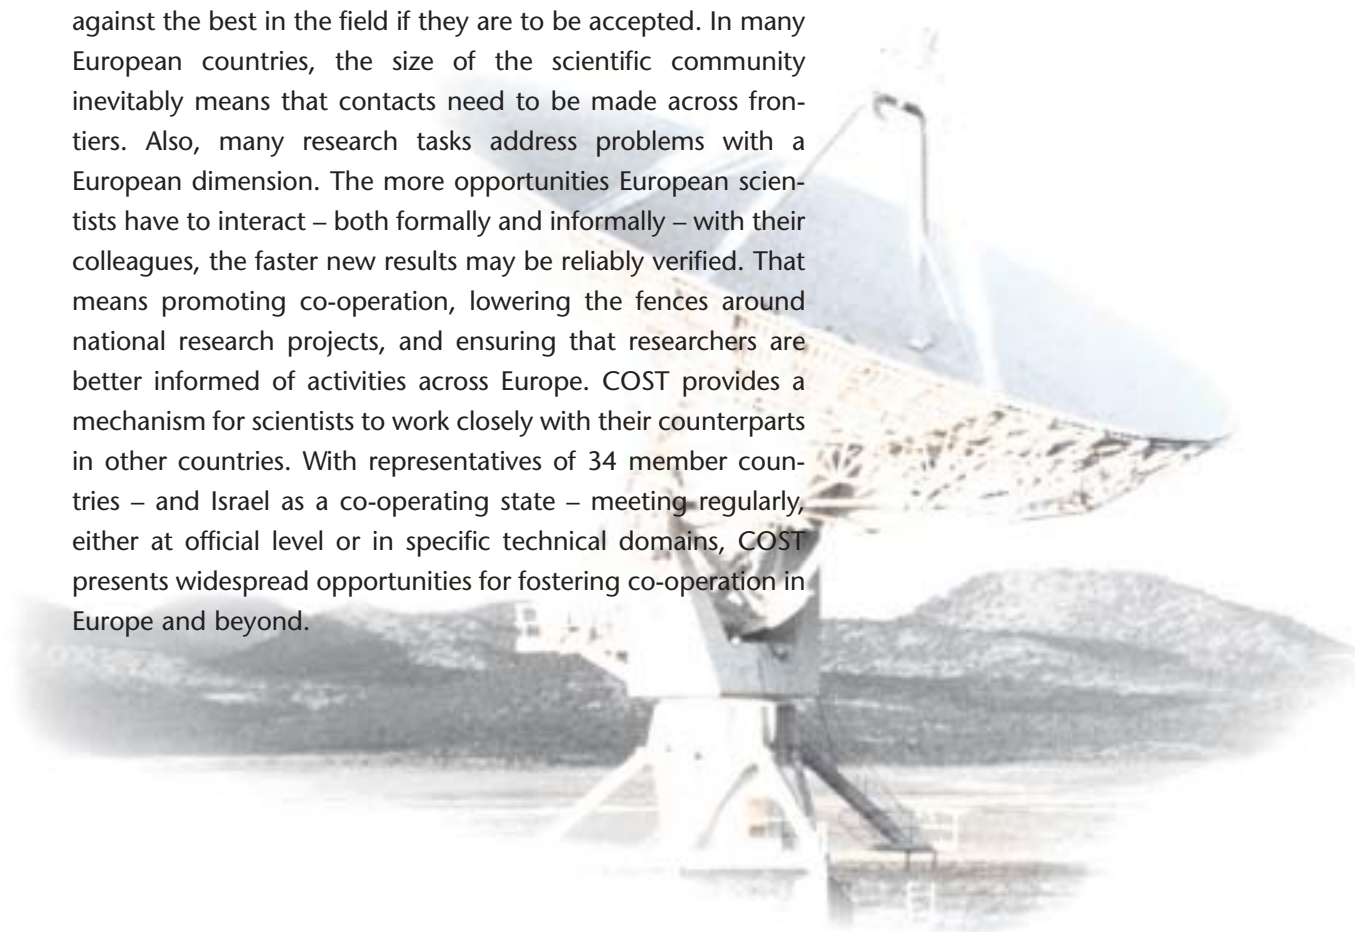 against the best in the field if they are to be accepted. In many
European countries, the size of the scientific community
inevitably means that contacts need to be made across fron-
tiers. Also, many research tasks address problems with a
European dimension. The more opportunities European scien-
tists have to interact – both formally and informally – with their
colleagues, the faster new results may be reliably verified. That
means promoting co-operation, lowering the fences around
national research projects, and ensuring that researchers are
better informed of activities across Europe. COST provides a
mechanism for scientists to work closely with their counterparts
in other countries. With representatives of 34 member coun-
tries – and Israel as a co-operating state – meeting regularly,
either at official level or in specific technical domains, COST
presents widespread opportunities for fostering co-operation in
Europe and beyond.